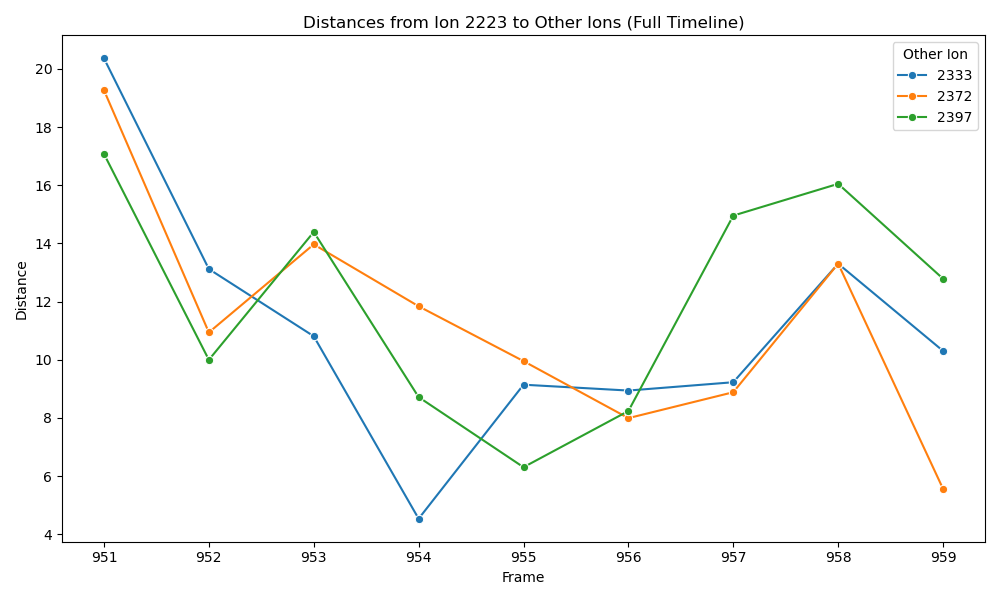 Distances from Ion 2223 to Other Ions (Full Timeline)
Other Ion
2333
2372
2397
Distance
20
18
16
14
12
10
8
6
4
951 952 953 954 955 956 957 958 959
Frame